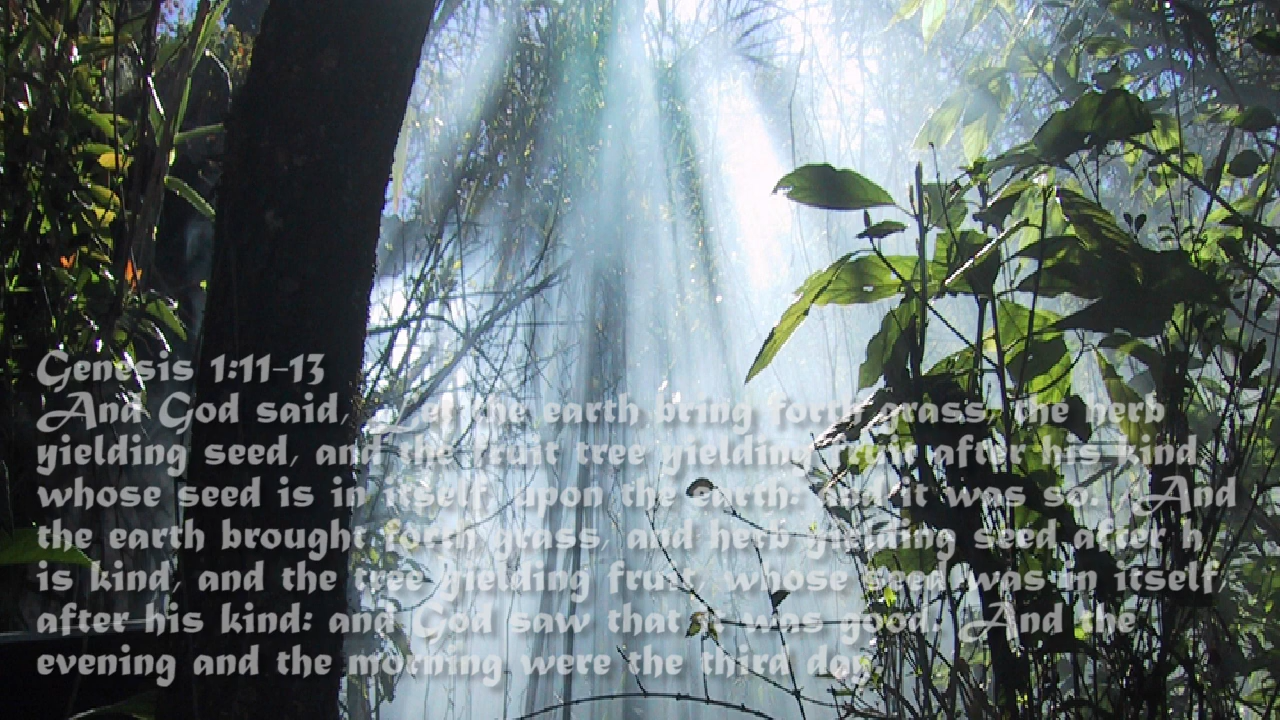 Genesis 1:11-13
And God said, Let the earth bring forth grass, the herb
yielding seed, and the fruit tree yielding fruit after his kind,
whose seed is in itself, upon the earth: and it was so. And
the earth brought forth grass, and herb yielding seed after h
is kind, and the tree yielding fruit, whose seed was in itself,
after his kind: and God saw that it was good. And the
evening and the morning were the third day.